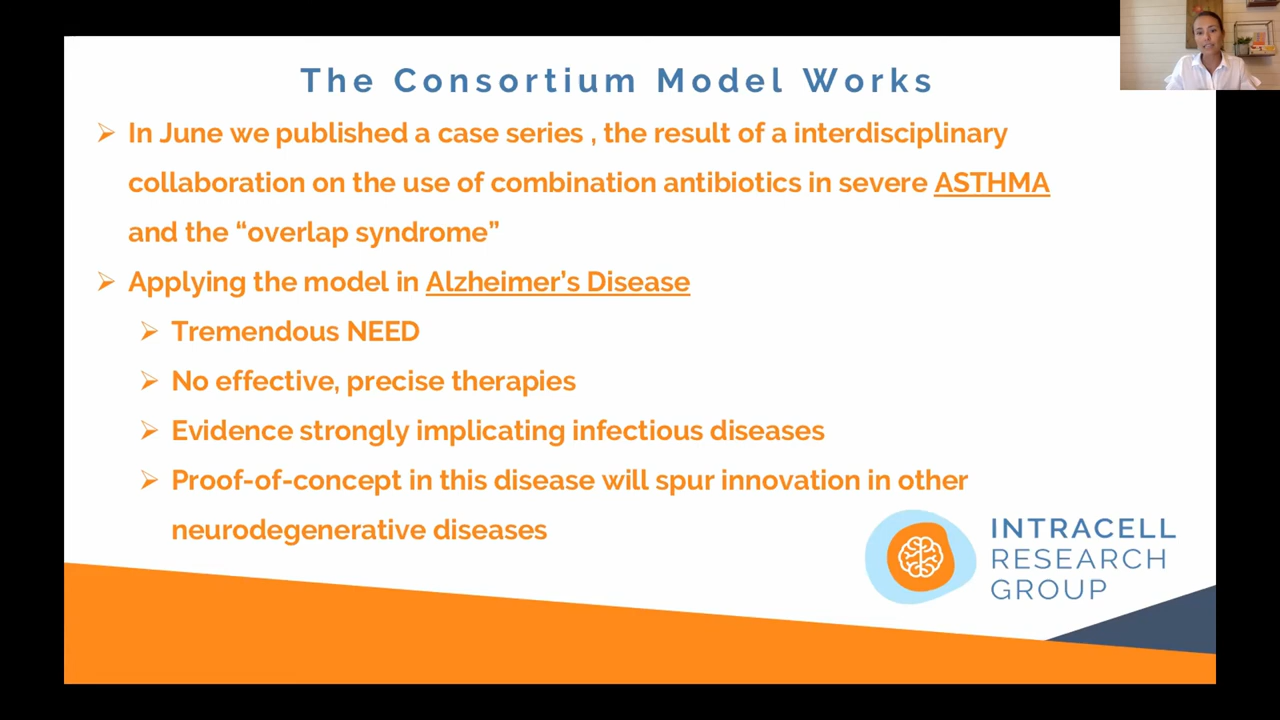 The Consortium Model Works
In June we published a case series , the result of a interdisciplinary
collaboration on the use of combination antibiotics in severe ASTHMA
and the “overlap syndrome”
Applying the model in Alzheimer’s Disease
Tremendous NEED
No effective, precise therapies
Evidence strongly implicating infectious diseases
Proof-of-concept in this disease will spur innovation in other
neurodegenerative diseases
INTRACELL
RESEARCH
GROUP